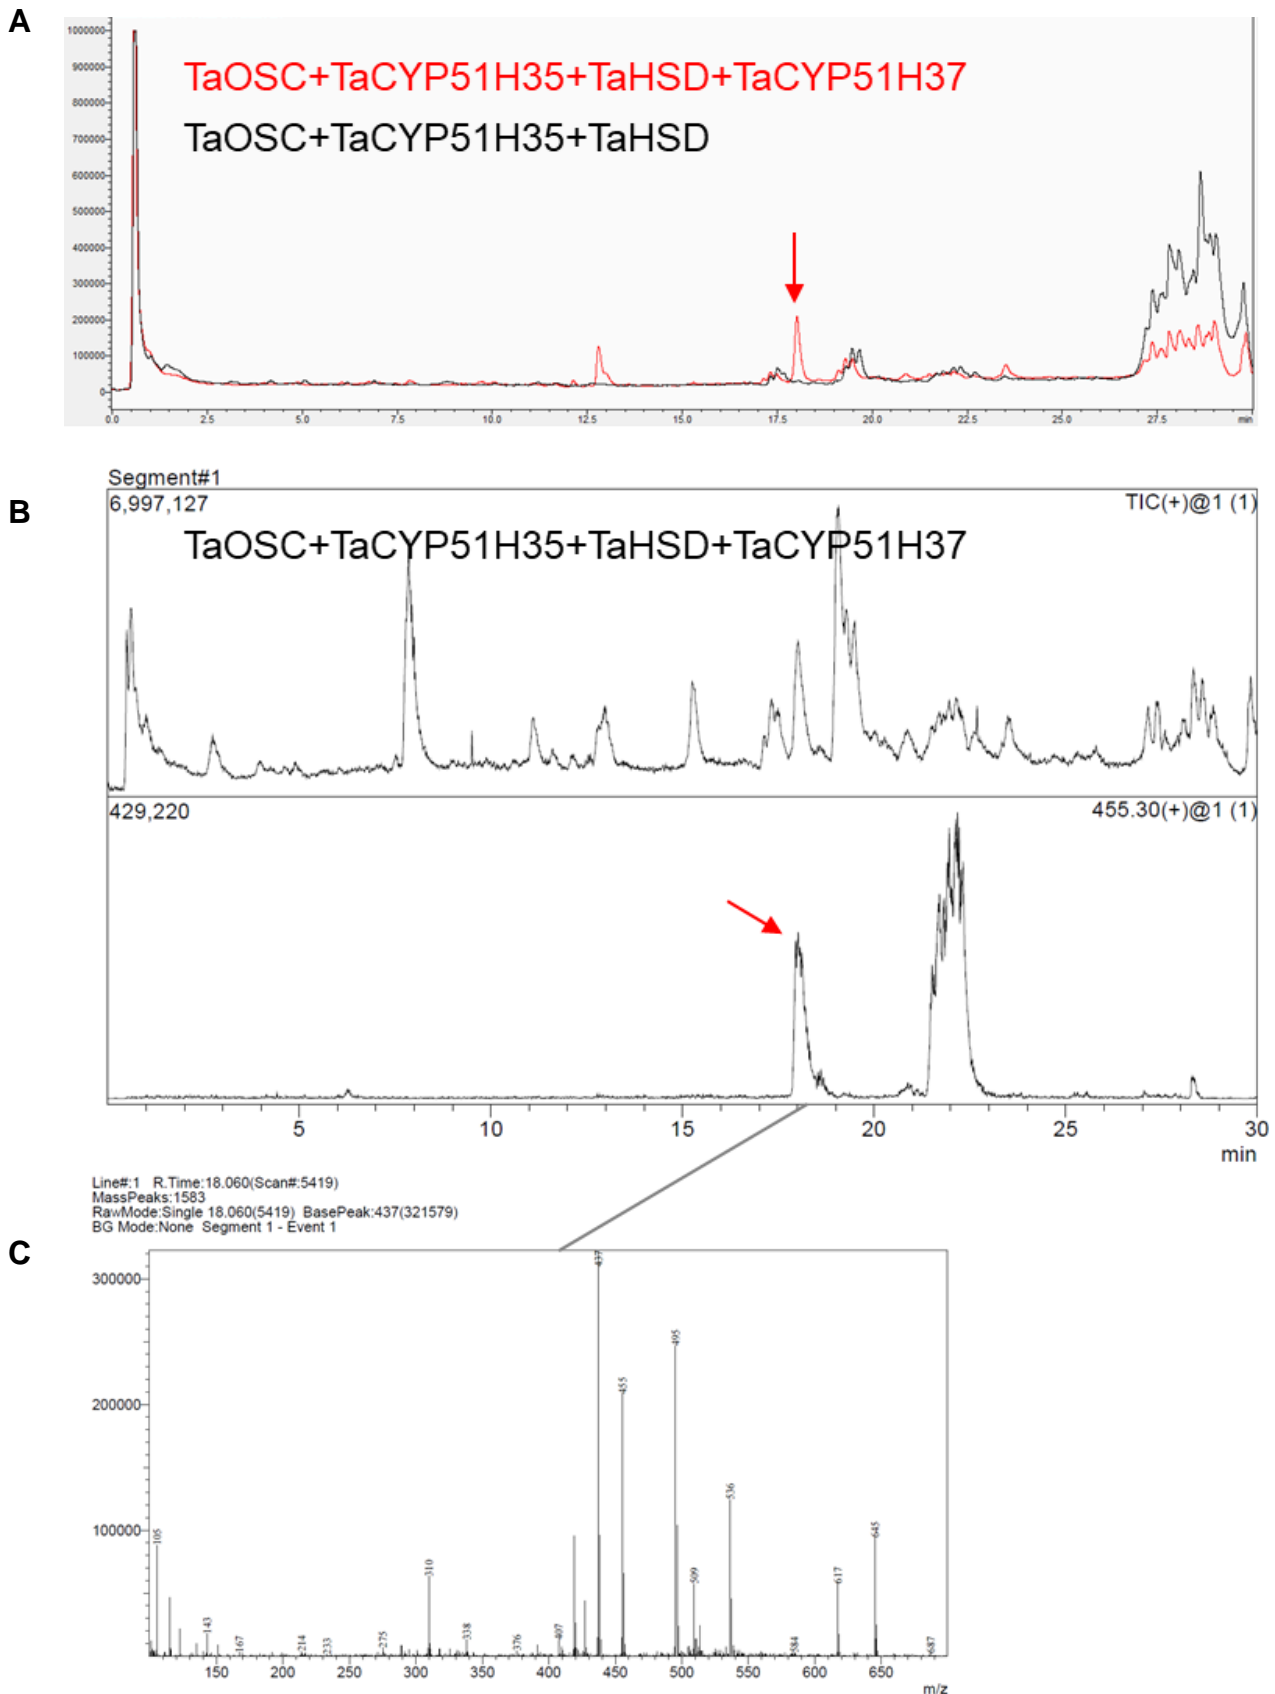 A
1000000
900000
800000
700000
600000
500000
400000
300000
200000
100000
0
TaOSC+TaCYP51H35+TaHSD+TaCYP51H37
TaOSC+TaCYP51H35+TaHSD
0.0 2.5 5.0 7.5 10.0 12.5 15.0 17.5 20.0 22.5 25.0 27.5 min
Segment#1
B
6,997,127 TIC(+)@1 (1)
TaOSC+TaCYP51H35+TaHSD+TaCYP51H37
429,220 455.30(+)@1 (1)
5 10 15 20 25 30
min
Line#:1 R.Time:18.060(Scan#:5419)
MassPeaks:1583
RawMode:Single 18.060(5419) BasePeak:437(321579)
BG Mode:None Segment 1 - Event 1
C
300000
200000
100000
105 143 167 214 233 275 310 338 376 407 437 455 495 509 536 584 617 645 687
150 200 250 300 350 400 450 500 550 600 650
m/z